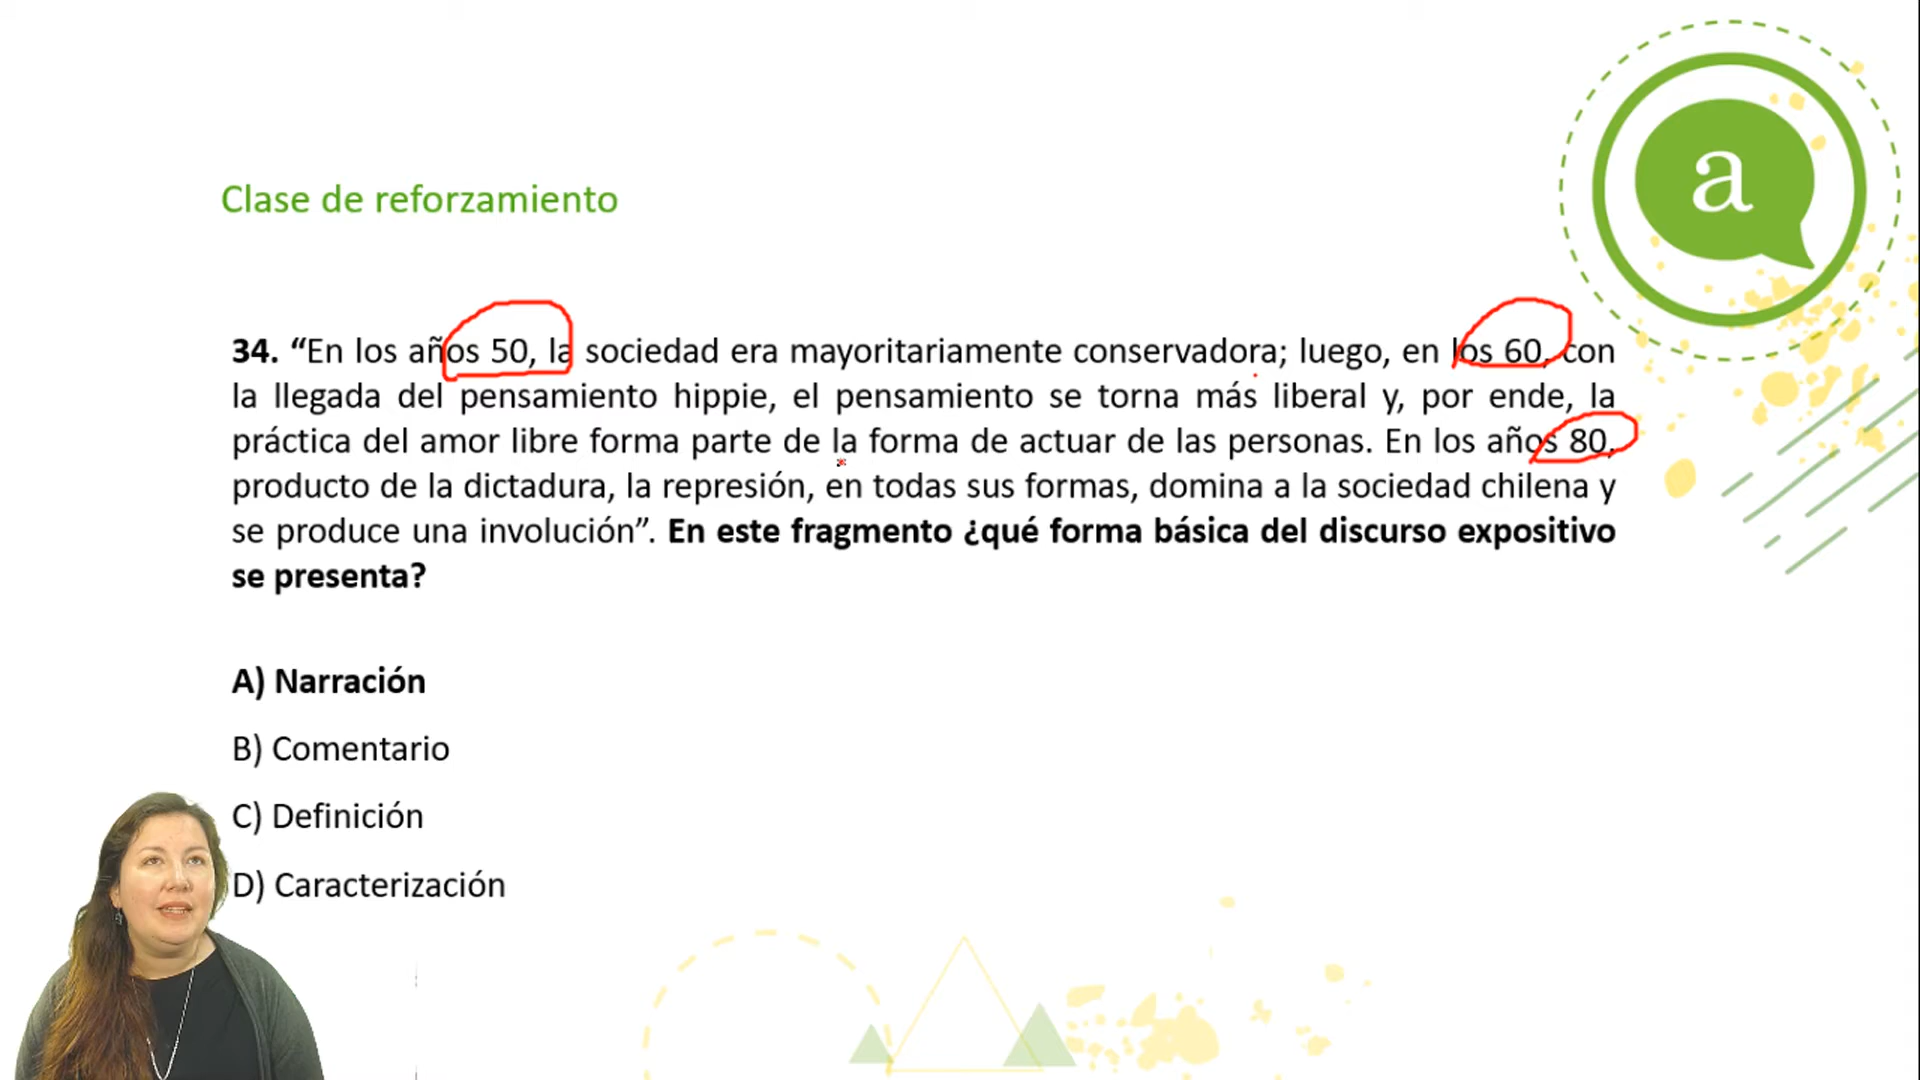 a
Clase de reforzamiento
34. “En los años 50, la sociedad era mayoritariamente conservadora; luego, en los 60, con
la llegada del pensamiento hippie, el pensamiento se torna más liberal y, por ende, la
práctica del amor libre forma parte de la forma de actuar de las personas. En los años 80,
producto de la dictadura, la represión, en todas sus formas, domina a la sociedad chilena y
se produce una involución”. En este fragmento ¿qué forma básica del discurso expositivo
se presenta?
A) Narración
B) Comentario
C) Definición
D) Caracterización